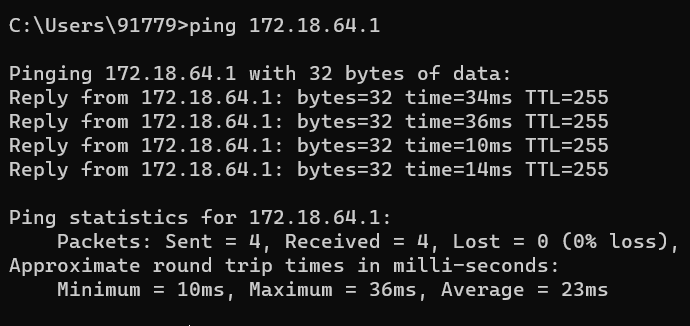 C:\Users\91779>ping 172.18.64.1
Pinging 172.18.64.1 with 32 bytes of data:
Reply from 172.18.64.1: bytes=32 time=34ms TTL=255
Reply from 172.18.64.1: bytes=32 time=36ms TTL=255
Reply from 172.18.64.1: bytes=32 time=10ms TTL=255
Reply from 172.18.64.1: bytes=32 time=14ms TTL=255
Ping statistics for 172.18.64.1:
    Packets: Sent = 4, Received = 4, Lost = 0 (0% loss),
Approximate round trip times in milli-seconds:
    Minimum = 10ms, Maximum = 36ms, Average = 23ms